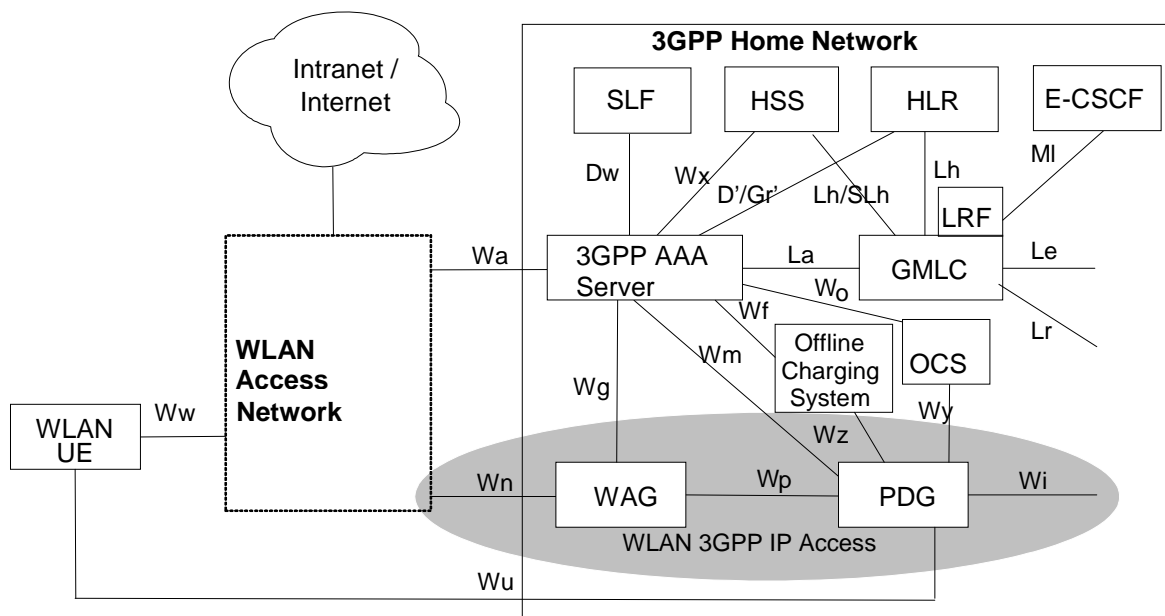 3GPP Home Network
Intranet /
Internet
SLF
HSS
HLR
E-CSCF
Dw
Wx
D’/Gr’
Lh/SLh
Lh
Ml
LRF
Wa
3GPP AAA
Server
La
GMLC
Le
Wo
Wf
Lr
WLAN
Access
Network
Wm
Offline
Charging
System
OCS
Wg
Ww
WLAN
UE
Wy
Wz
Wn
WAG
Wp
PDG
Wi
WLAN 3GPP IP Access
Wu